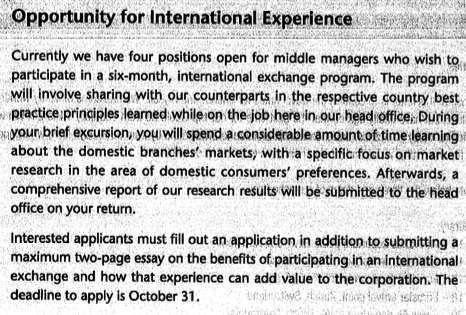 Opportunity for International Experience
Currently we have four positions open for middle managers who wish to
participate in a six-month, international exchange program. The program
will involve sharing with our counterparts in the respective country best
practice principles learned while on the job here in our head office. During
your brief excursion, you will spend a considerable amount of time learning
about the domestic branches' markets, with a specific focus on market
research in the area of domestic consumers' preferences. Afterwards, a
comprehensive report of our research results will be submitted to the head
office on your return.
Interested applicants must fill out an application in addition to submitting a
maximum two-page essay on the benefits of participating in an international
exchange and how that experience can add value to the corporation. The
deadline to apply is October 31.